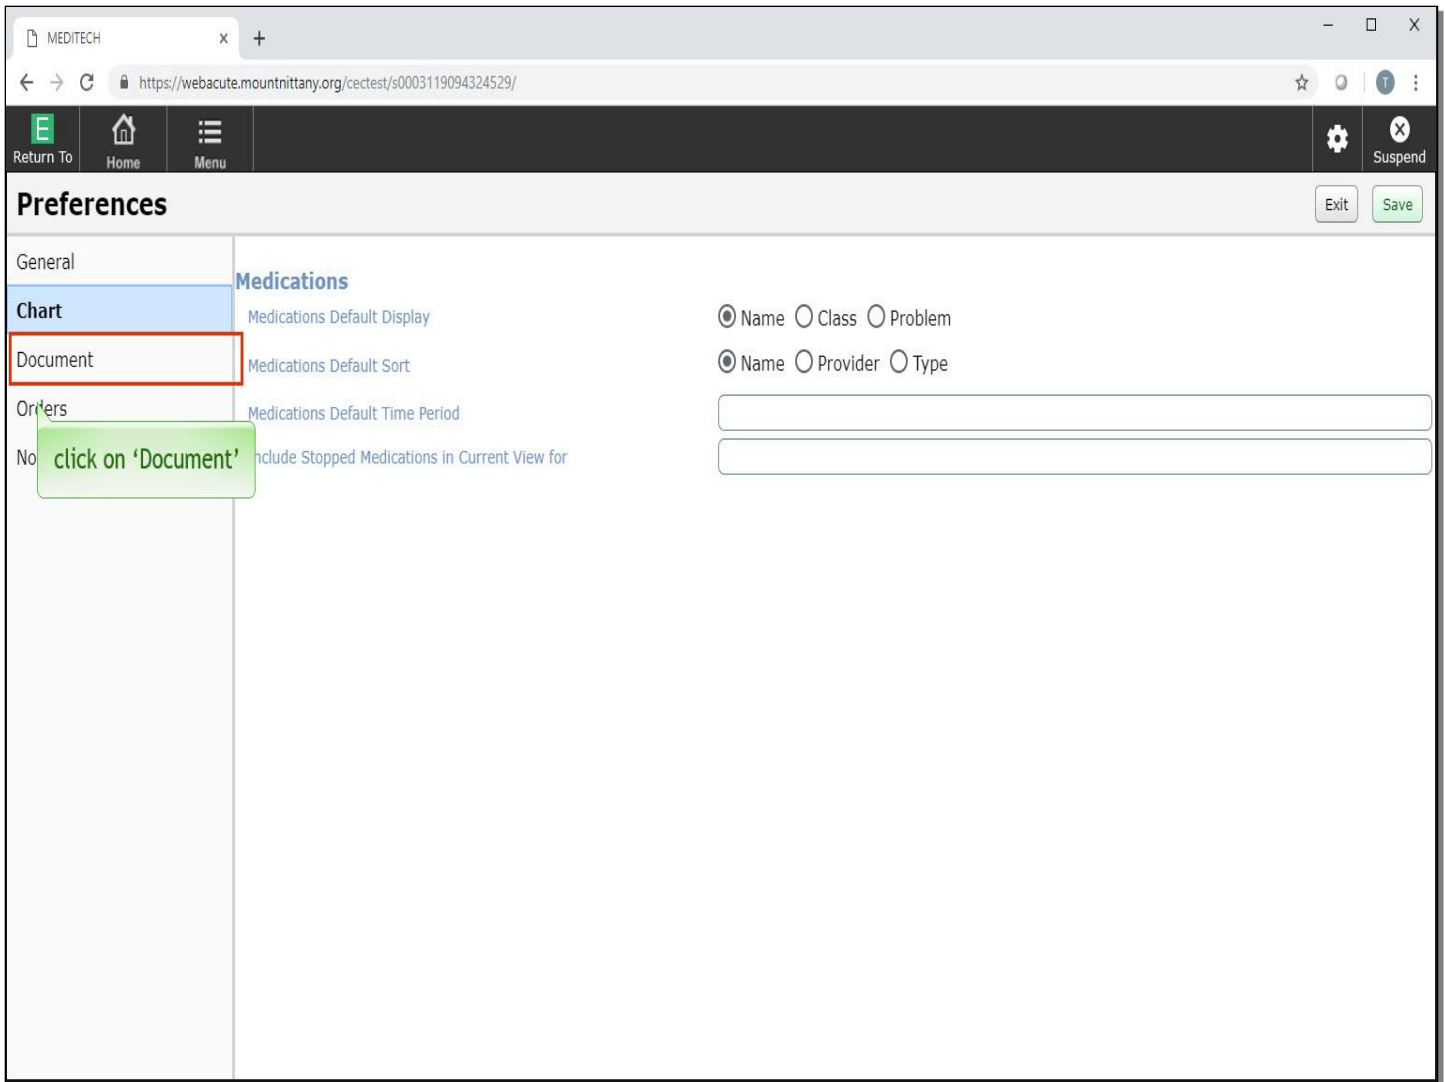 MEDITECH
https://webacute.mountnittany.org/cectest/s0003119094324529/
T
E
Return To
Home
Menu
Suspend
Preferences
Exit
Save
General
Chart
Document
Orders
No
click on ‘Document’
Medications
Medications Default Display
Name Class Problem
Medications Default Sort
Name Provider Type
Medications Default Time Period
nclude Stopped Medications in Current View for